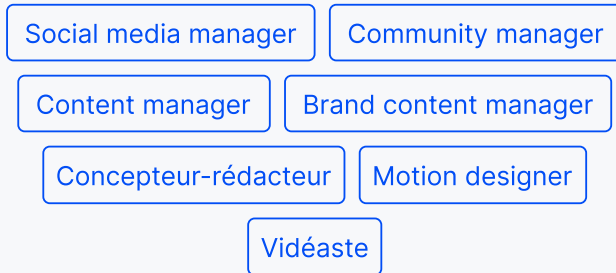 Social media manager Community manager
Content manager Brand content manager
Concepteur-rédacteur Motion designer
Vidéaste